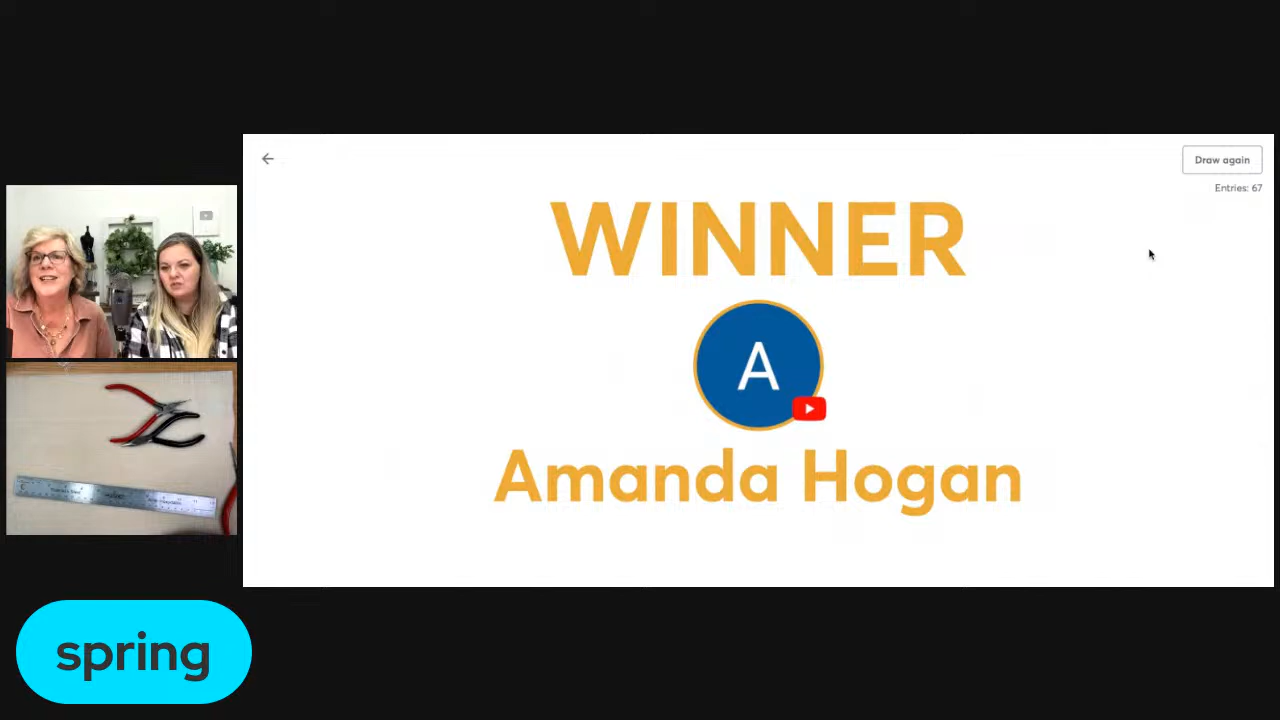 Draw again
Entries: 67
WINNER
A
Amanda Hogan
spring